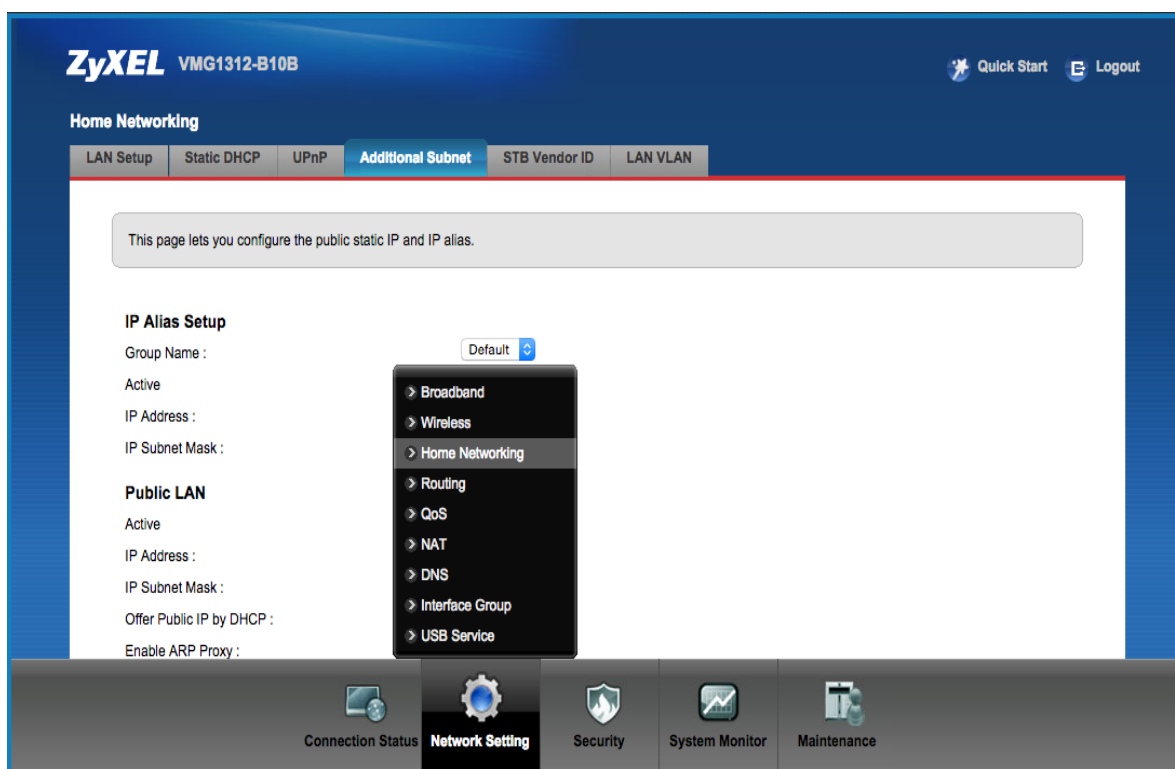 ZyXEL VMG1312-B10B
Quick Start
Logout
Home Networking
LAN Setup
Static DHCP
UPnP
Additional Subnet
STB Vendor ID
LAN VLAN
This page lets you configure the public static IP and IP alias.
IP Alias Setup
Group Name :
Default
Active
IP Address :
IP Subnet Mask :
Public LAN
Active
IP Address :
IP Subnet Mask :
Offer Public IP by DHCP :
Enable ARP Proxy :
Broadband
Wireless
Home Networking
Routing
QoS
NAT
DNS
Interface Group
USB Service
Connection Status
Network Setting
Security
System Monitor
Maintenance